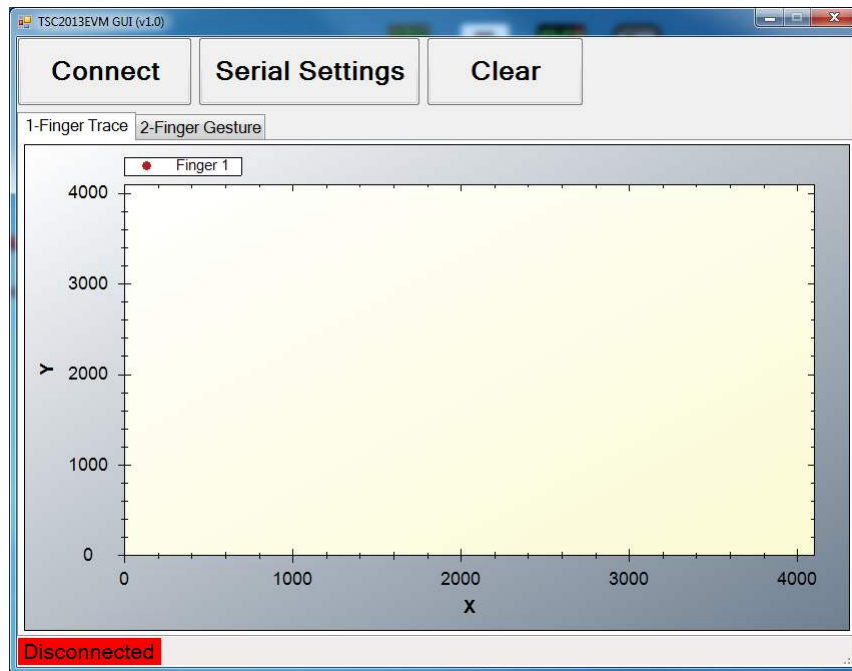 TSC2013EVM GUI (v1.0)
Connect
Serial Settings
Clear
1-Finger Trace
2-Finger Gesture
Finger 1
4000
3000
2000
1000
0
Y
0
1000
2000
3000
4000
X
Disconnected